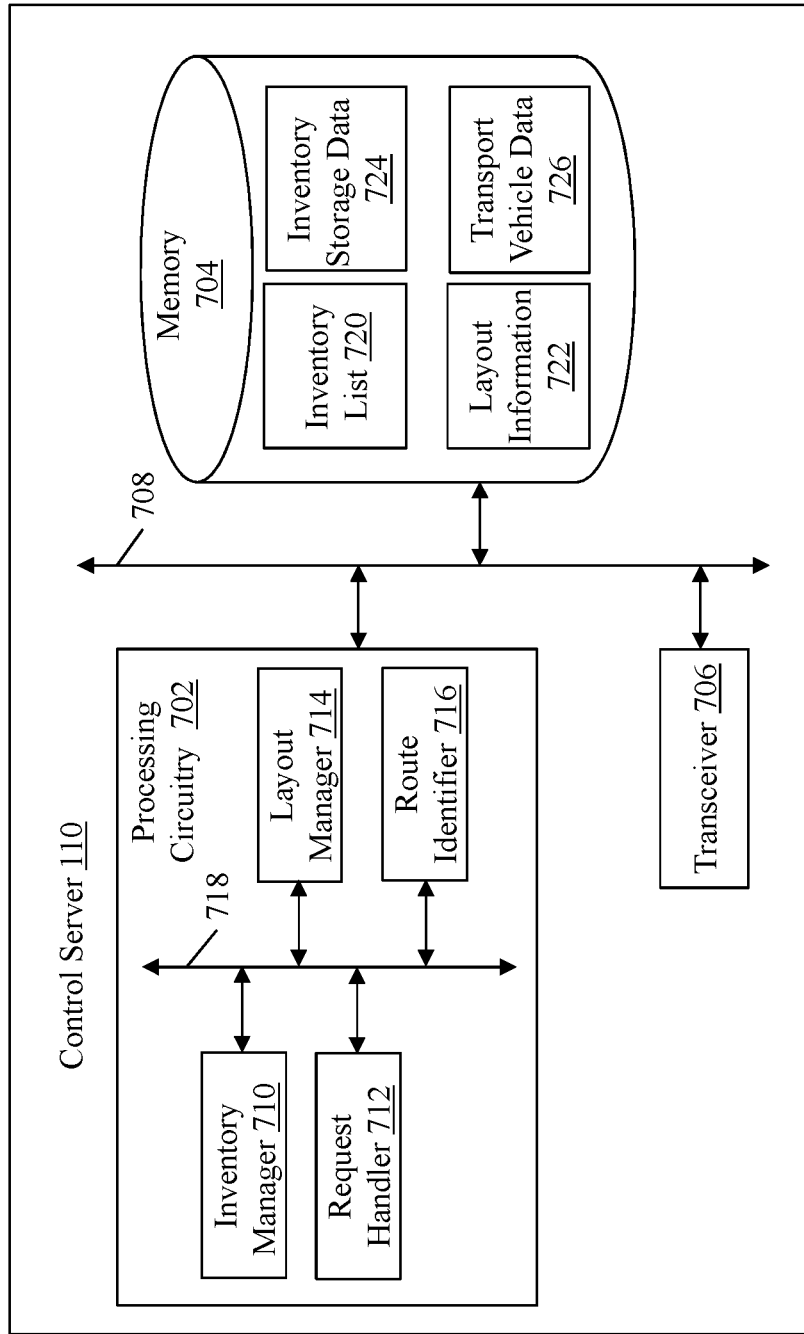 Control Server 110
Processing
Circuitry 702
718
Inventory
Manager 710
Layout
Manager 714
Request
Handler 712
Route
Identifier 716
708
Transceiver 706
Memory
704
Inventory
List 720
Inventory
Storage Data
724
Layout
Information
722
Transport
Vehicle Data
726